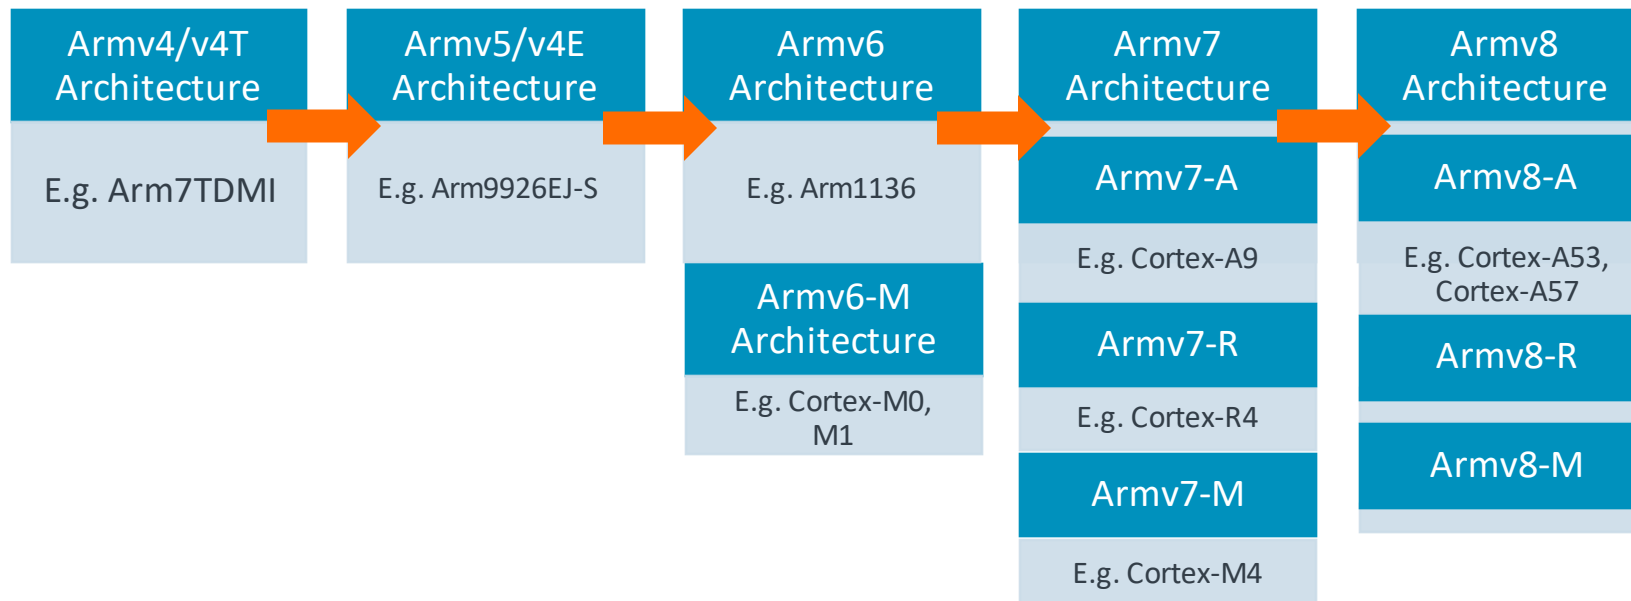 Armv4/v4T
Architecture
E.g. Arm7TDMI
Armv5/v4E
Architecture
E.g. Arm9926EJ-S
Armv6
Architecture
E.g. Arm1136
Armv6-M
Architecture
E.g. Cortex-M0,
M1
Armv7
Architecture
Armv7-A
E.g. Cortex-A9
Armv7-R
E.g. Cortex-R4
Armv7-M
E.g. Cortex-M4
Armv8
Architecture
Armv8-A
E.g. Cortex-A53,
Cortex-A57
Armv8-R
Armv8-M